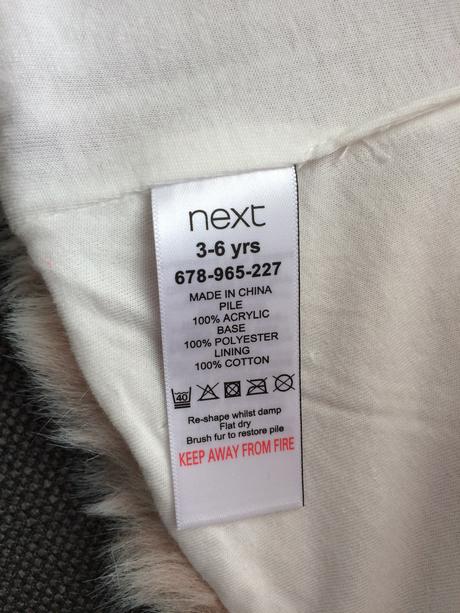 next
3-6 yrs
678-965-227
MADE IN CHINA
PILE
100% ACRYLIC
BASE
100% POLYESTER
LINING
100% COTTON
40
Re-shape whilst damp
Flat dry
Brush fur to restore pile
KEEP AWAY FROM FIRE